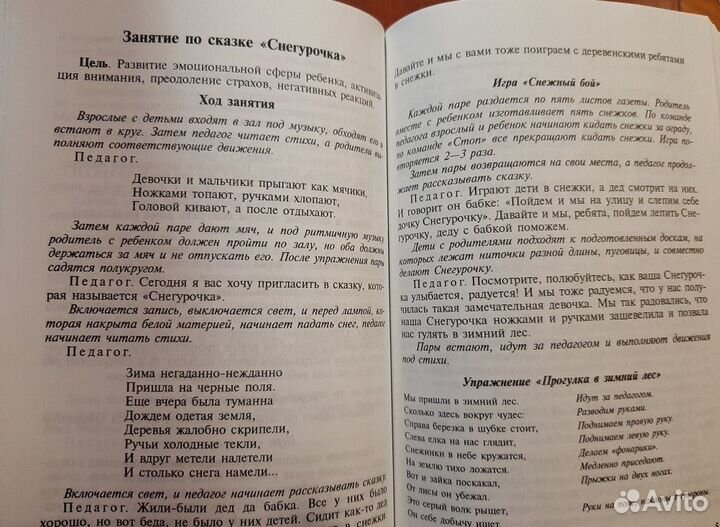 Занятие по сказке «Снегурочка»
Цель. Развитие эмоциональной сферы ребенка, активиза-
ция внимания, преодоление страхов, негативных реакций.
Ход занятия
Взрослые с детьми входят в зал под музыку, обходят его и
встают в круг. Затем педагог читает стихи, а родители вы-
полняют соответствующие движения.
Педагог.
Девочки и мальчики прыгают как мячики,
Ножками топают, ручками хлопают,
Головой кивают, а после отдыхают.
Затем каждой паре дают мяч, и под ритмичную музыку
родитель с ребенком должен пройти по залу, но оба должны
держаться за мяч и не отпускать его. После упражнения пары
садятся полукругом.
Педагог. Сегодня я вас хочу пригласить в сказку, кото-
рая называется «Снегурочка».
Включается запись, выключается свет, и перед лампой, ко-
торая накрыта белой материей, начинает падать снег, педагог
начинает читать стихи.
Педагог.
Зима негаданно-нежданно
Пришла на черные поля.
Еще вчера была туманна
Дождем одетая земля,
Деревья жалобно скрипели,
Ручьи холодные текли,
И вдруг метели налетели
И столько снега намели...
Включается свет, и педагог начинает рассказывать сказку.
Педагог. Жили-были дед да бабка. Все у них было
хорошо, но вот беда, не было у них детей. Сидит как-то дед
снежки.
Давайте и мы с вами тоже поиграем с деревенскими ребятами
в снежки.
Игра «Снежный бой»
Каждой паре раздается по пять листов газеты. Родитель
вместе с ребенком изготавливает пять снежков. По команде
педагога взрослый и ребенок начинают кидать снежки за ограду,
по команде «Стоп» все прекращают кидать снежки. Игра по-
вторяется 2—3 раза.
Затем пары возвращаются на свои места, а педагог продол-
жает рассказывать сказку.
Педагог. Играют дети в снежки, а дед смотрит на них.
И говорит он бабке: «Пойдем и мы на улицу и слепим себе
дочку Снегурочку». Давайте и мы, ребята, пойдем лепить Сне-
гурочку, деду с бабкой поможем.
Дети с родителями подходят к подготовленным доскам, на
которых лежат ниточки разной длины, пуговицы, и совместно
делают Снегурочку.
Педагог. Посмотрите, полюбуйтесь, как ваша Снегуроч-
ка улыбается, радуется! И мы тоже радуемся, что у нас полу-
чилась такая замечательная девочка. Мы так радовались, что
наша Снегурочка ножками и ручками зашевелила и позвала
нас гулять в зимний лес.
Пары встают, идут за педагогом и выполняют движения
под стихи.
Упражнение «Прогулка в зимний лес»
Мы пришли в зимний лес. Идут за педагогом.
Сколько здесь вокруг чудес: Разводим руками.
Справа березка в шубке стоит, Поднимаем правую руку.
Слева елка на нас глядит, Поднимаем левую руку.
Снежинки в небе кружатся, Делаем «фонарики».
На землю тихо ложатся. Медленно приседают.
Вот и зайка поскакал, Прыжки на двух ногах.
От лисы он убежал.
Это серый волк рыщет, Руки на
Он себе добычу ищет!
Avito